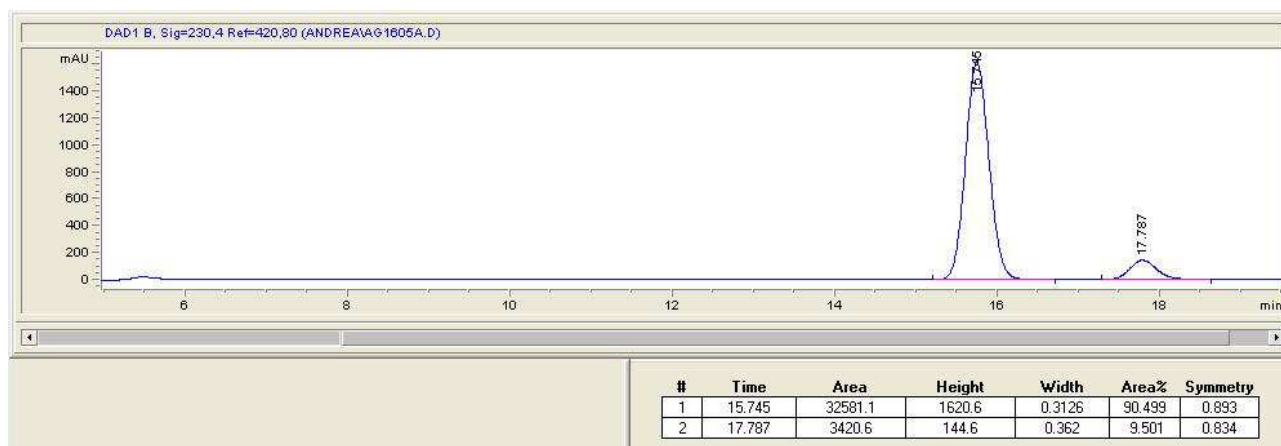 DAD1 B, Sig=230,4 Ref=420,80 (ANDREA\AG1605A.D)
mAU
1400
1200
1000
800
600
400
200
0
15.745
17.787
6 8 10 12 14 16 18 min
# Time Area Height Width Area% Symmetry
1 15.745 32581.1 1620.6 0.3126 90.499 0.893
2 17.787 3420.6 144.6 0.362 9.501 0.834